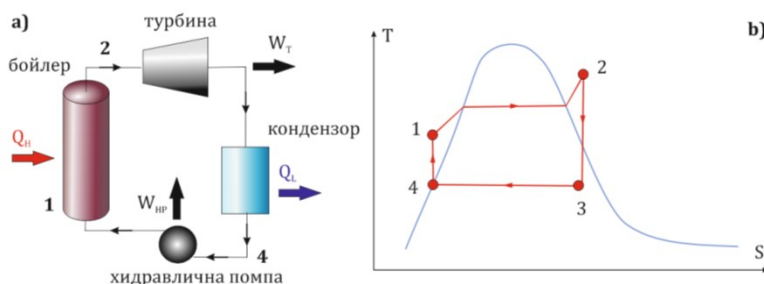 a)
турбина
2
W_T
бойлер
кондензор
Q_H
Q_L
W_HP
1
4
хидравлична помпа
b)
T
2
1
4
3
S